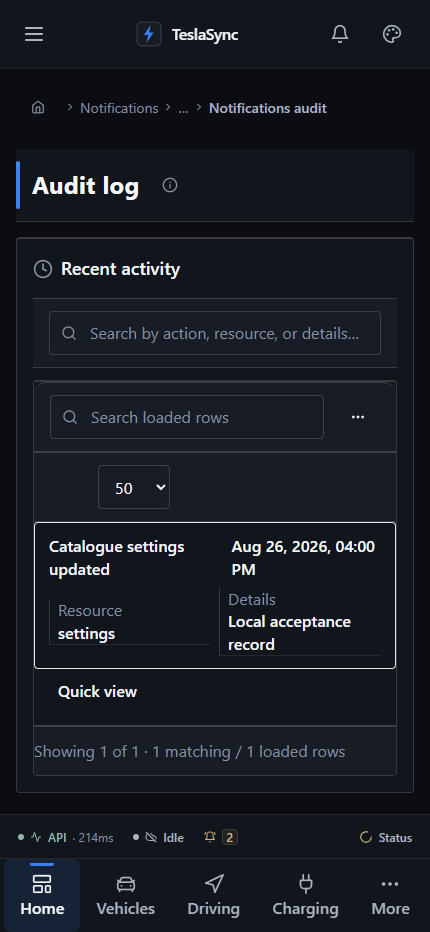 TeslaSync
Notifications
...
Notifications audit
Audit log
Recent activity
Search by action, resource, or details...
Search loaded rows
50
Catalogue settings
updated
Aug 26, 2026, 04:00
PM
Resource
settings
Details
Local acceptance
record
Quick view
Showing 1 of 1 · 1 matching / 1 loaded rows
API · 214ms
Idle
2
Status
Home
Vehicles
Driving
Charging
More